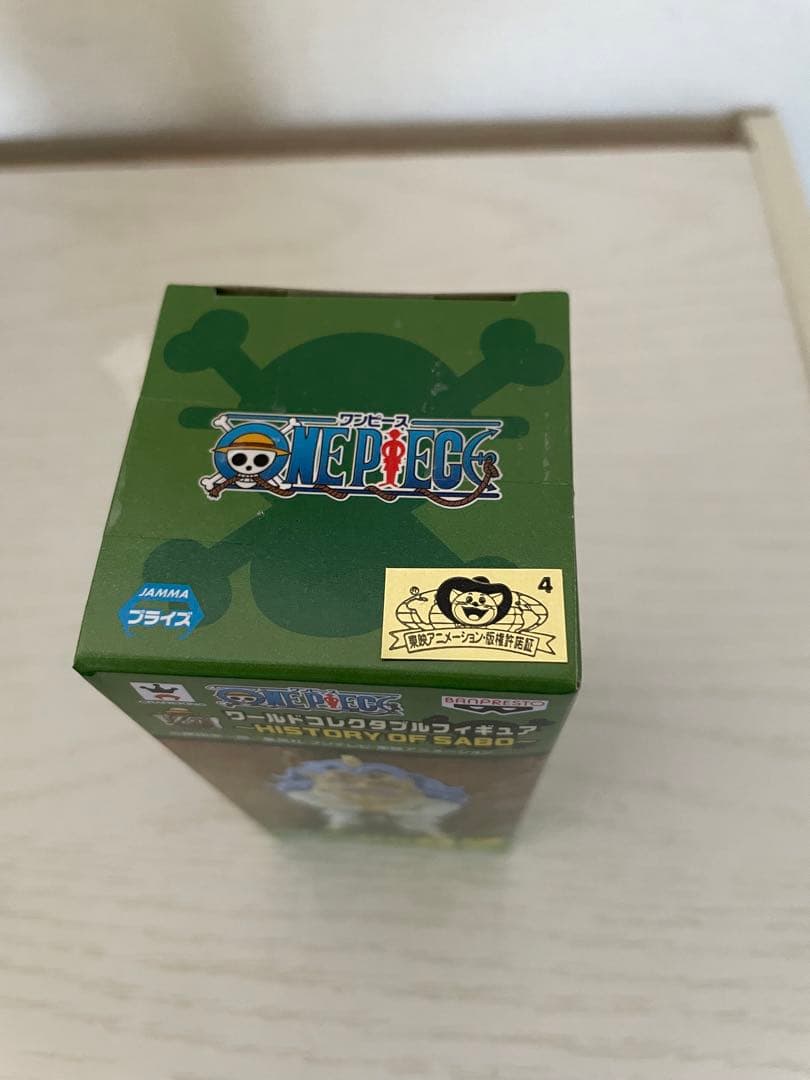 ワンピース
ONE PIECE
JAMMA
プライズ
4
東映アニメーション・版権許諾証
ONE PIECE
BANPRESTO
ワールドコレクタブルフィギュア
-HISTORY OF SABO-